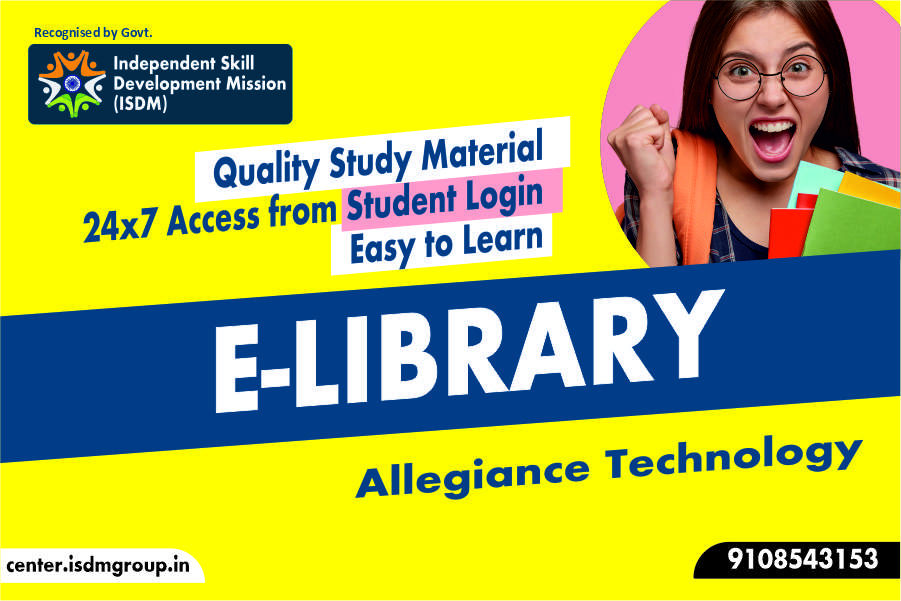 Recognised by Govt.
Independent Skill
Development Mission
(ISDM)
Quality Study Material
24x7 Access from Student Login
Easy to Learn
E-LIBRARY
Allegiance Technology
center.isdmgroup.in
9108543153